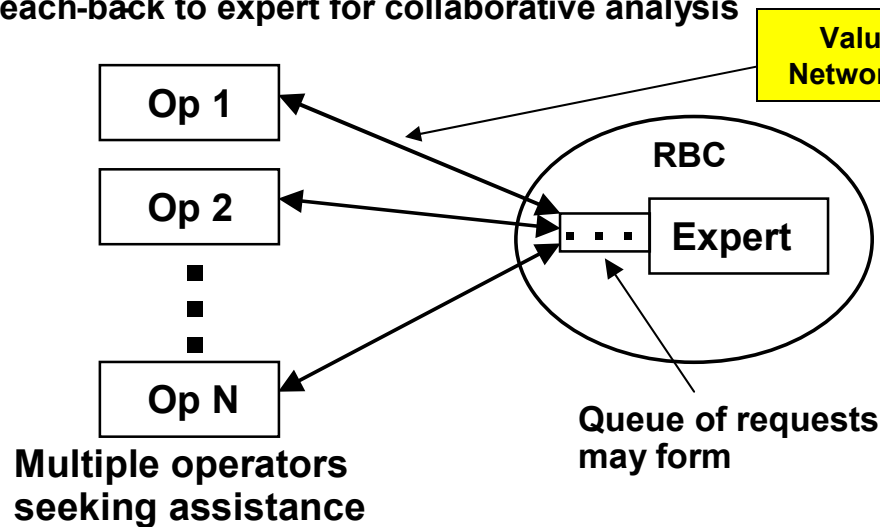 each-back to expert for collaborative analysis
Valu
Networ
Op 1
RBC
Op 2
Expert
Op N
Queue of requests
may form
Multiple operators
seeking assistance